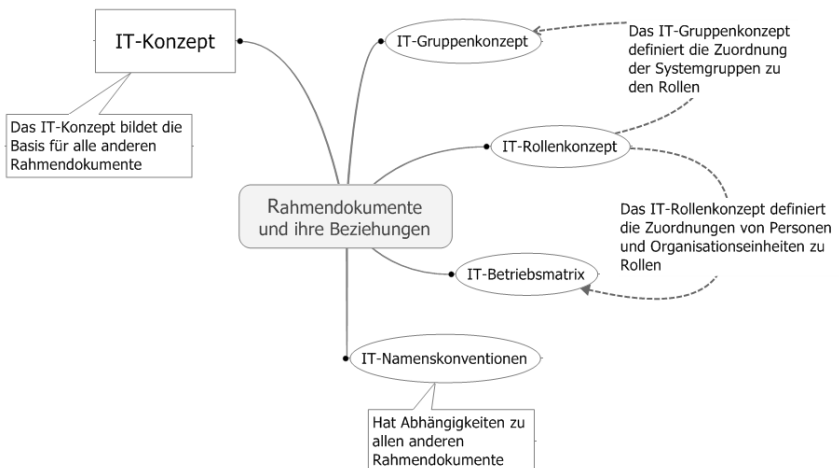 IT-Konzept
Das IT-Konzept bildet die
Basis für alle anderen
Rahmendokumente
IT-Gruppenkonzept
Das IT-Gruppenkonzept
definiert die Zuordnung
der Systemgruppen zu
den Rollen
IT-Rollenkonzept
Rahmendokumente
und ihre Beziehungen
Das IT-Rollenkonzept definiert
die Zuordnungen von Personen
und Organisationseinheiten zu
Rollen
IT-Betriebsmatrix
IT-Namenskonventionen
Hat Abhängigkeiten zu
allen anderen
Rahmendokumente